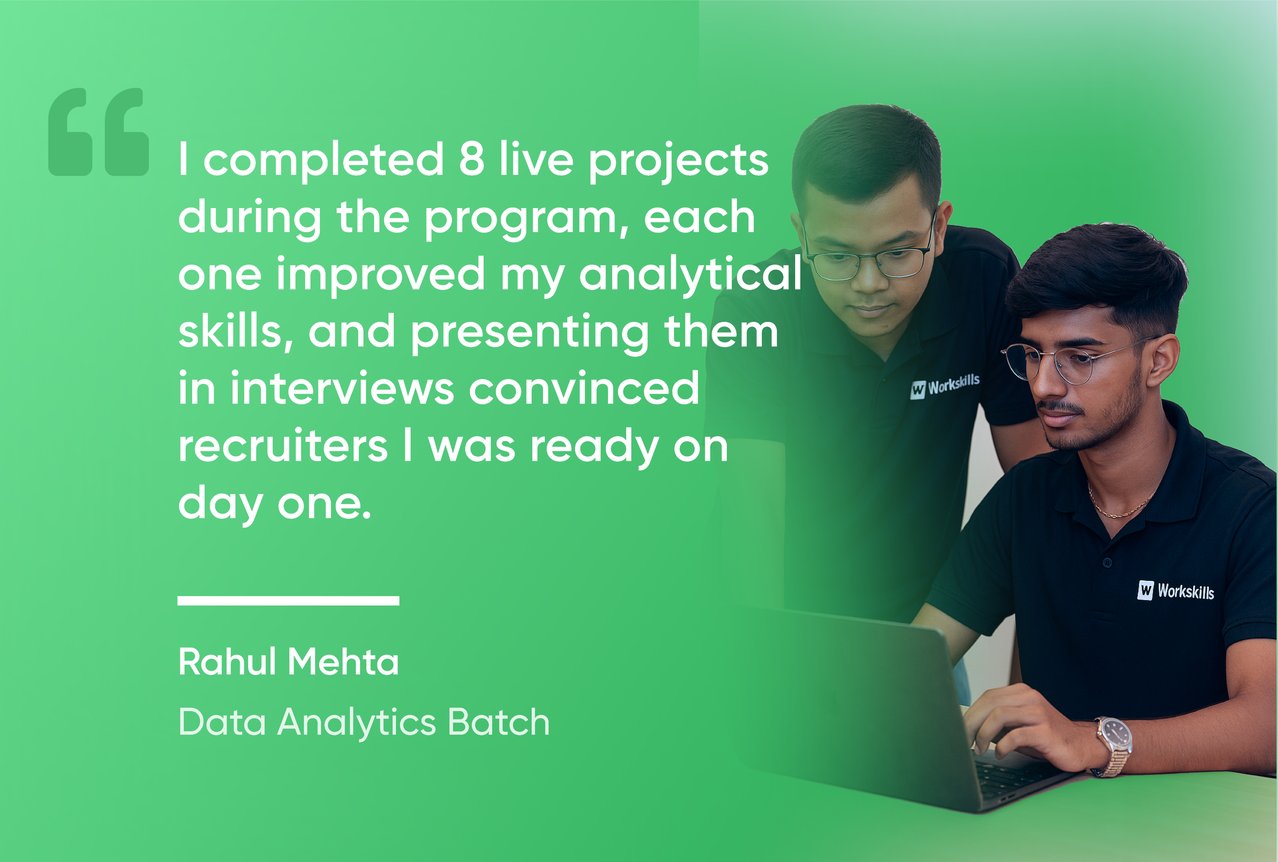 “
I completed 8 live projects
during the program, each
one improved my analytical
skills, and presenting them
in interviews convinced
recruiters I was ready on
day one.
Rahul Mehta
Data Analytics Batch
W Workskills
W Workskills